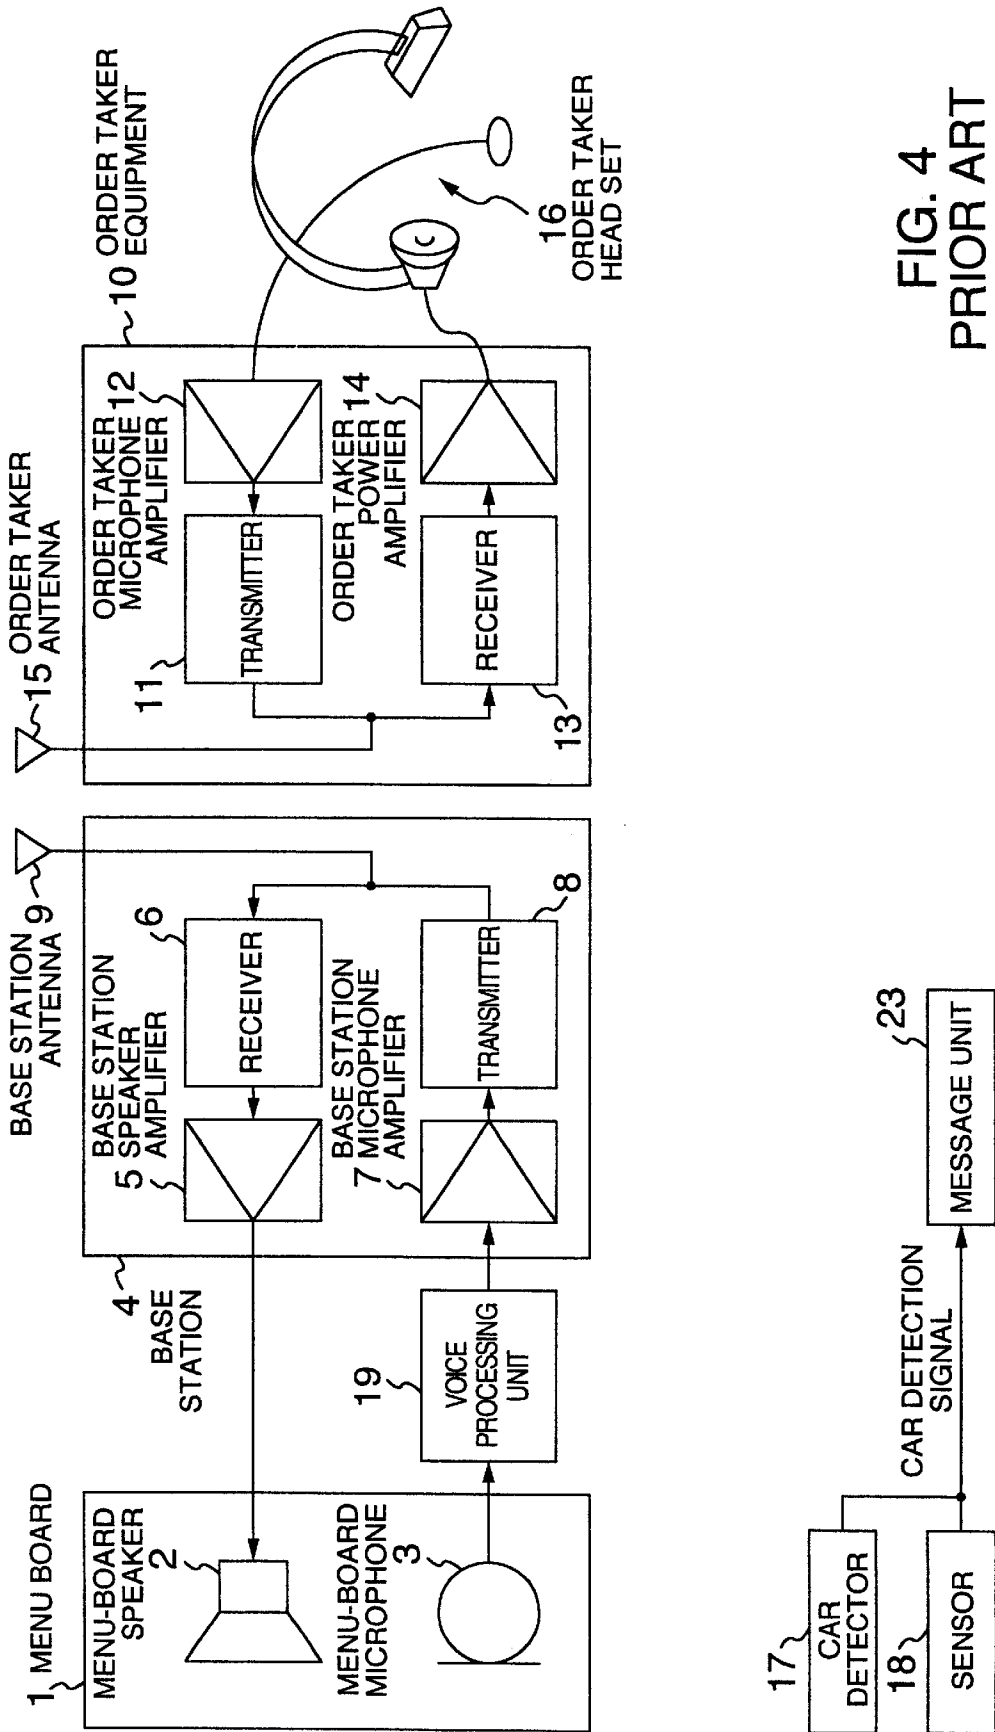 1 MENU BOARD
MENU-BOARD
SPEAKER
2
MENU-BOARD
MICROPHONE
3
4
BASE
STATION
19
VOICE
PROCESSING
UNIT
BASE STATION
ANTENNA 9
BASE STATION
SPEAKER
AMPLIFIER
5
6
RECEIVER
BASE STATION
MICROPHONE
AMPLIFIER
7
TRANSMITTER
8
15 ORDER TAKER
ANTENNA
10 ORDER TAKER
EQUIPMENT
ORDER TAKER
MICROPHONE 12
AMPLIFIER
11
TRANSMITTER
ORDER TAKER
POWER 14
AMPLIFIER
RECEIVER
13
16
ORDER TAKER
HEAD SET
17
CAR
DETECTOR
18
SENSOR
CAR DETECTION
SIGNAL
23
MESSAGE UNIT
FIG. 4
PRIOR ART